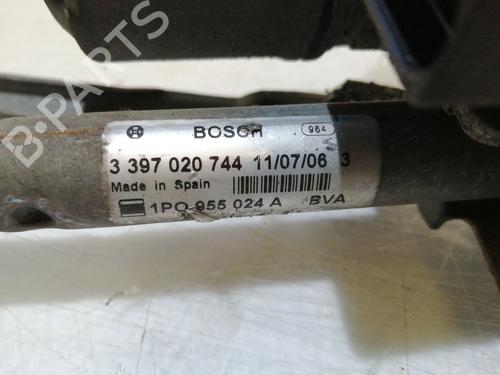 BOSCH 964
3 397 020 744 11/07/06 3
Made in Spain
1P0 955 024 A BVA
B-PARTS